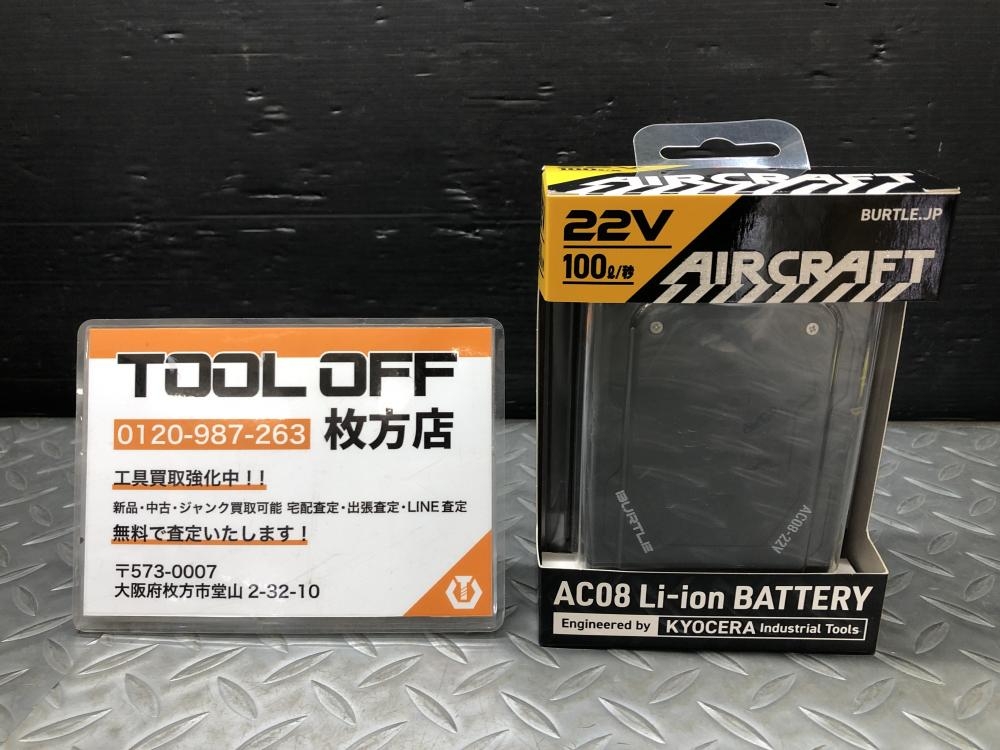 TOOL OFF
0120-987-263 枚方店
工具買取強化中！！
新品・中古・ジャンク買取可能 宅配査定・出張査定・LINE査定
無料で査定いたします！
〒573-0007
大阪府枚方市堂山 2-32-10
AIRCRAFT
22V
100ℓ/秒
BURTLE.JP
AIRCRAFT
BURTLE
AC08-22V
AC08 Li-ion BATTERY
Engineered by KYOCERA Industrial Tools